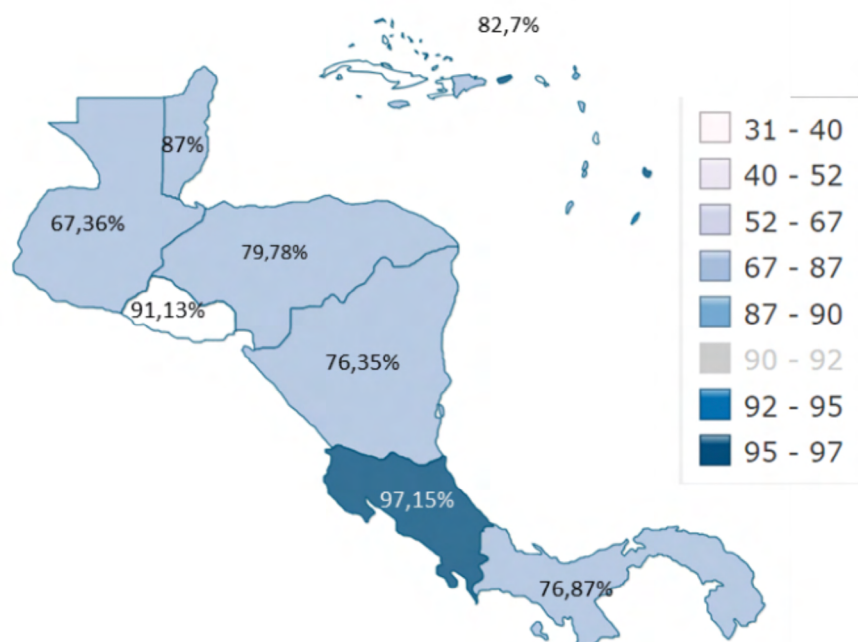 82,7%
87%
67,36%
79,78%
91,13%
76,35%
97,15%
76,87%
31 - 40
40 - 52
52 - 67
67 - 87
87 - 90
90 - 92
92 - 95
95 - 97